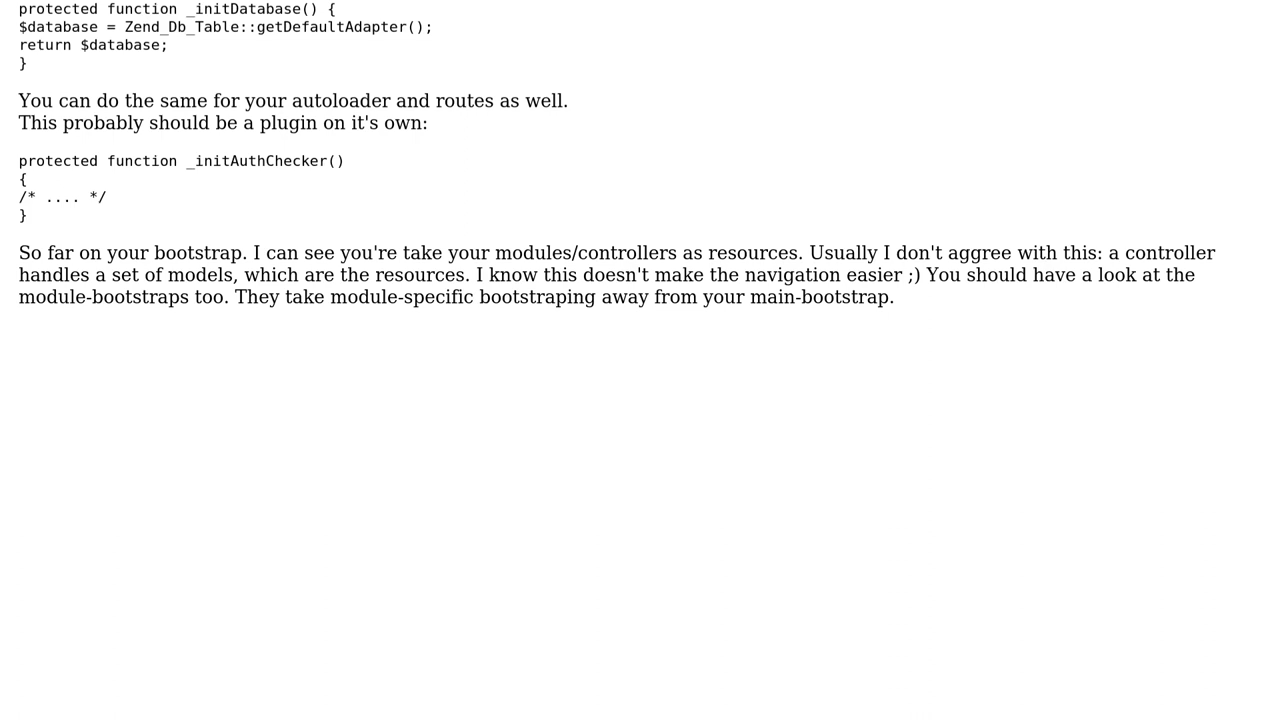 protected function _initDatabase() {
$database = Zend_Db_Table::getDefaultAdapter();
return $database;
}
You can do the same for your autoloader and routes as well.
This probably should be a plugin on it's own:
protected function _initAuthChecker()
{
/* .... */
}
So far on your bootstrap. I can see you're take your modules/controllers as resources. Usually I don't aggree with this: a controller
handles a set of models, which are the resources. I know this doesn't make the navigation easier ;) You should have a look at the
module-bootstraps too. They take module-specific bootstraping away from your main-bootstrap.